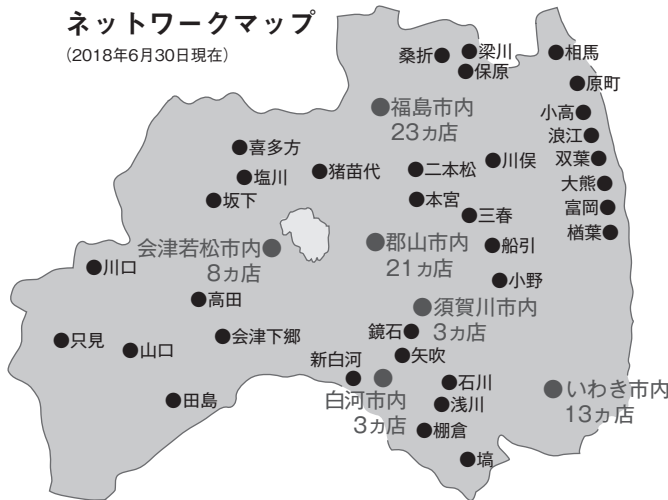 ネットワークマップ
(2018年6月30日現在)
桑折
梁川
保原
相馬
原町
福島市内
23ヵ店
小高
浪江
喜多方
塩川
坂下
猪苗代
二本松
川俣
双葉
大熊
本宮
三春
富岡
楢葉
会津若松市内
8ヵ店
郡山市内
21ヵ店
船引
川口
小野
高田
須賀川市内
3ヵ店
鏡石
只見
山口
会津下郷
矢吹
新白河
白河市内
3ヵ店
石川
浅川
いわき市内
13ヵ店
田島
棚倉
塙